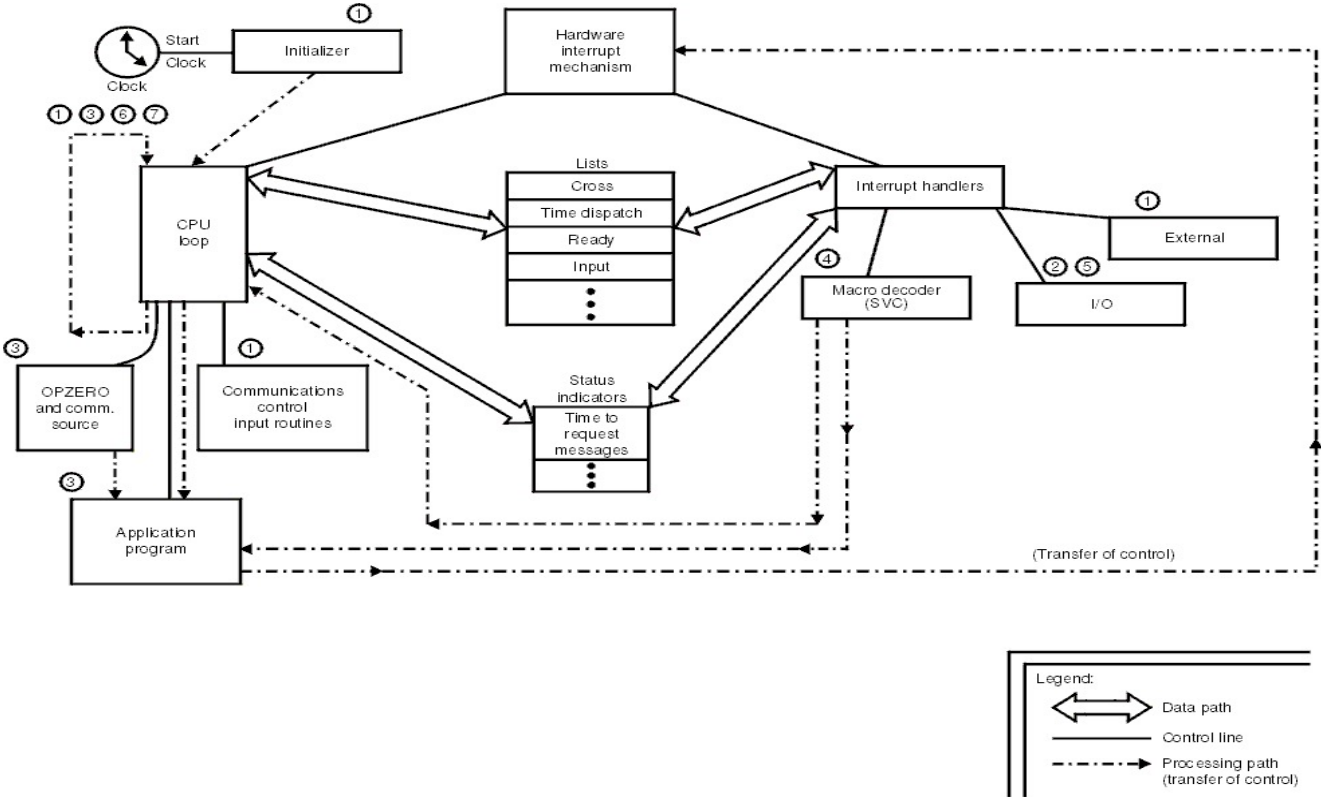 ①
Start
Clock
Clock
Initializer
Hardware
interrupt
mechanism
① ③ ⑥ ⑦
CPU
loop
Lists
Cross
Time dispatch
Ready
Input
Interrupt handlers
①
External
④
Macro decoder
(SVC)
② ⑤
I/O
③
OPZERO
and comm.
source
①
Communications
control
input routines
Status
indicators
Time to
request
messages
③
Application
program
(Transfer of control)
Legend:
Data path
Control line
Processing path
(transfer of control)